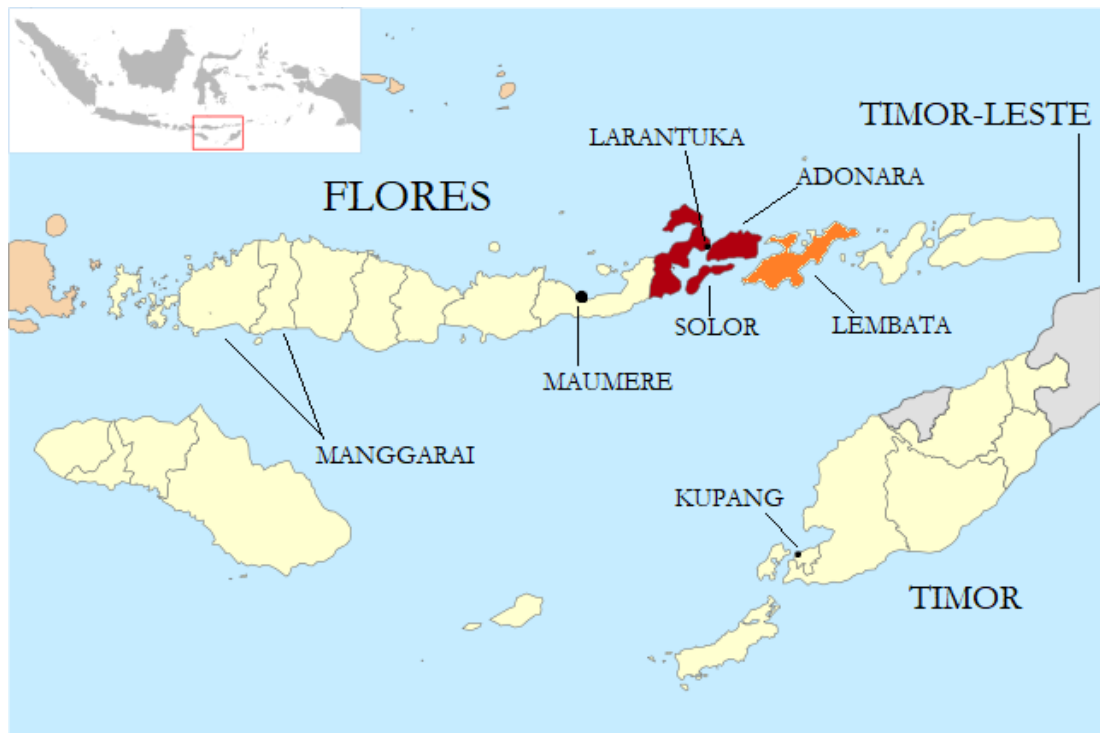 TIMOR-LESTE
LARANTUKA
ADONARA
FLORES
SOLOR
LEMBATA
MAUMERE
MANGGARAI
KUPANG
TIMOR